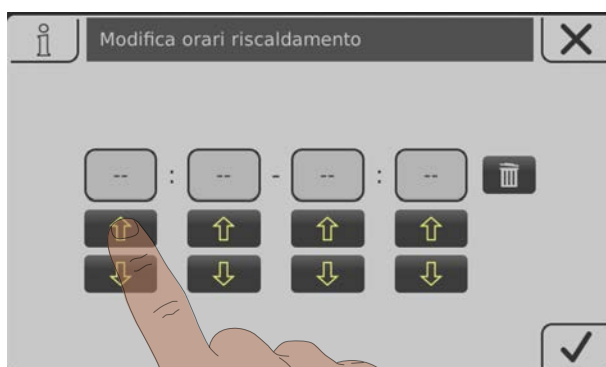 Modifica orari riscaldamento
-- : -- - -- : --